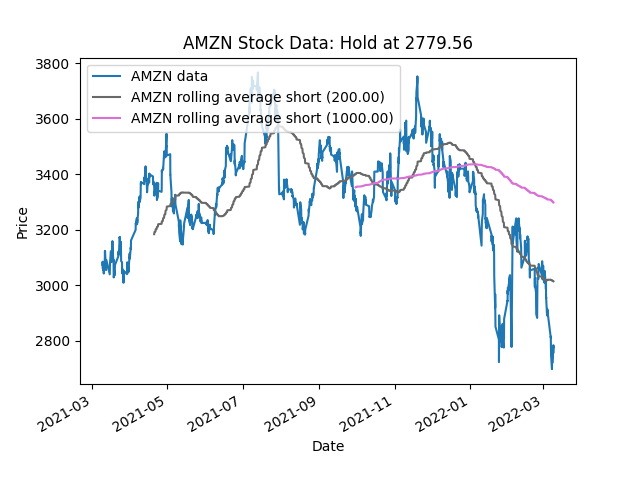 AMZN Stock Data: Hold at 2779.56
AMZN data
AMZN rolling average short (200.00)
AMZN rolling average short (1000.00)
3800
3600
3400
3200
3000
2800
Price
2021-03
2021-05
2021-07
2021-09
2021-11
2022-01
2022-03
Date